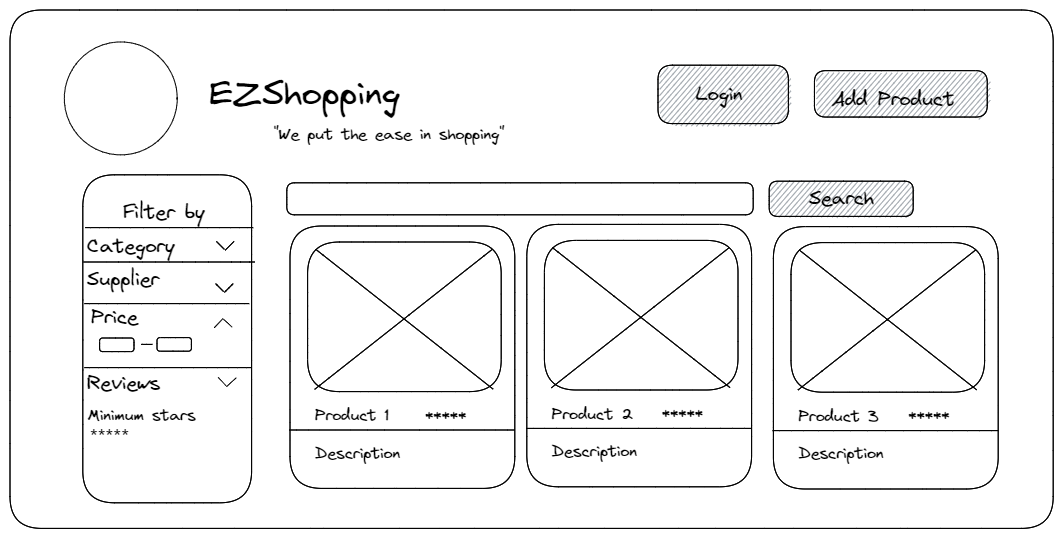 EZShopping
"We put the ease in shopping"
Login
Add Product
Search
Filter by
Category
Supplier
Price
–
Reviews
Minimum stars
*****
Product 1 *****
Description
Product 2 *****
Description
Product 3 *****
Description